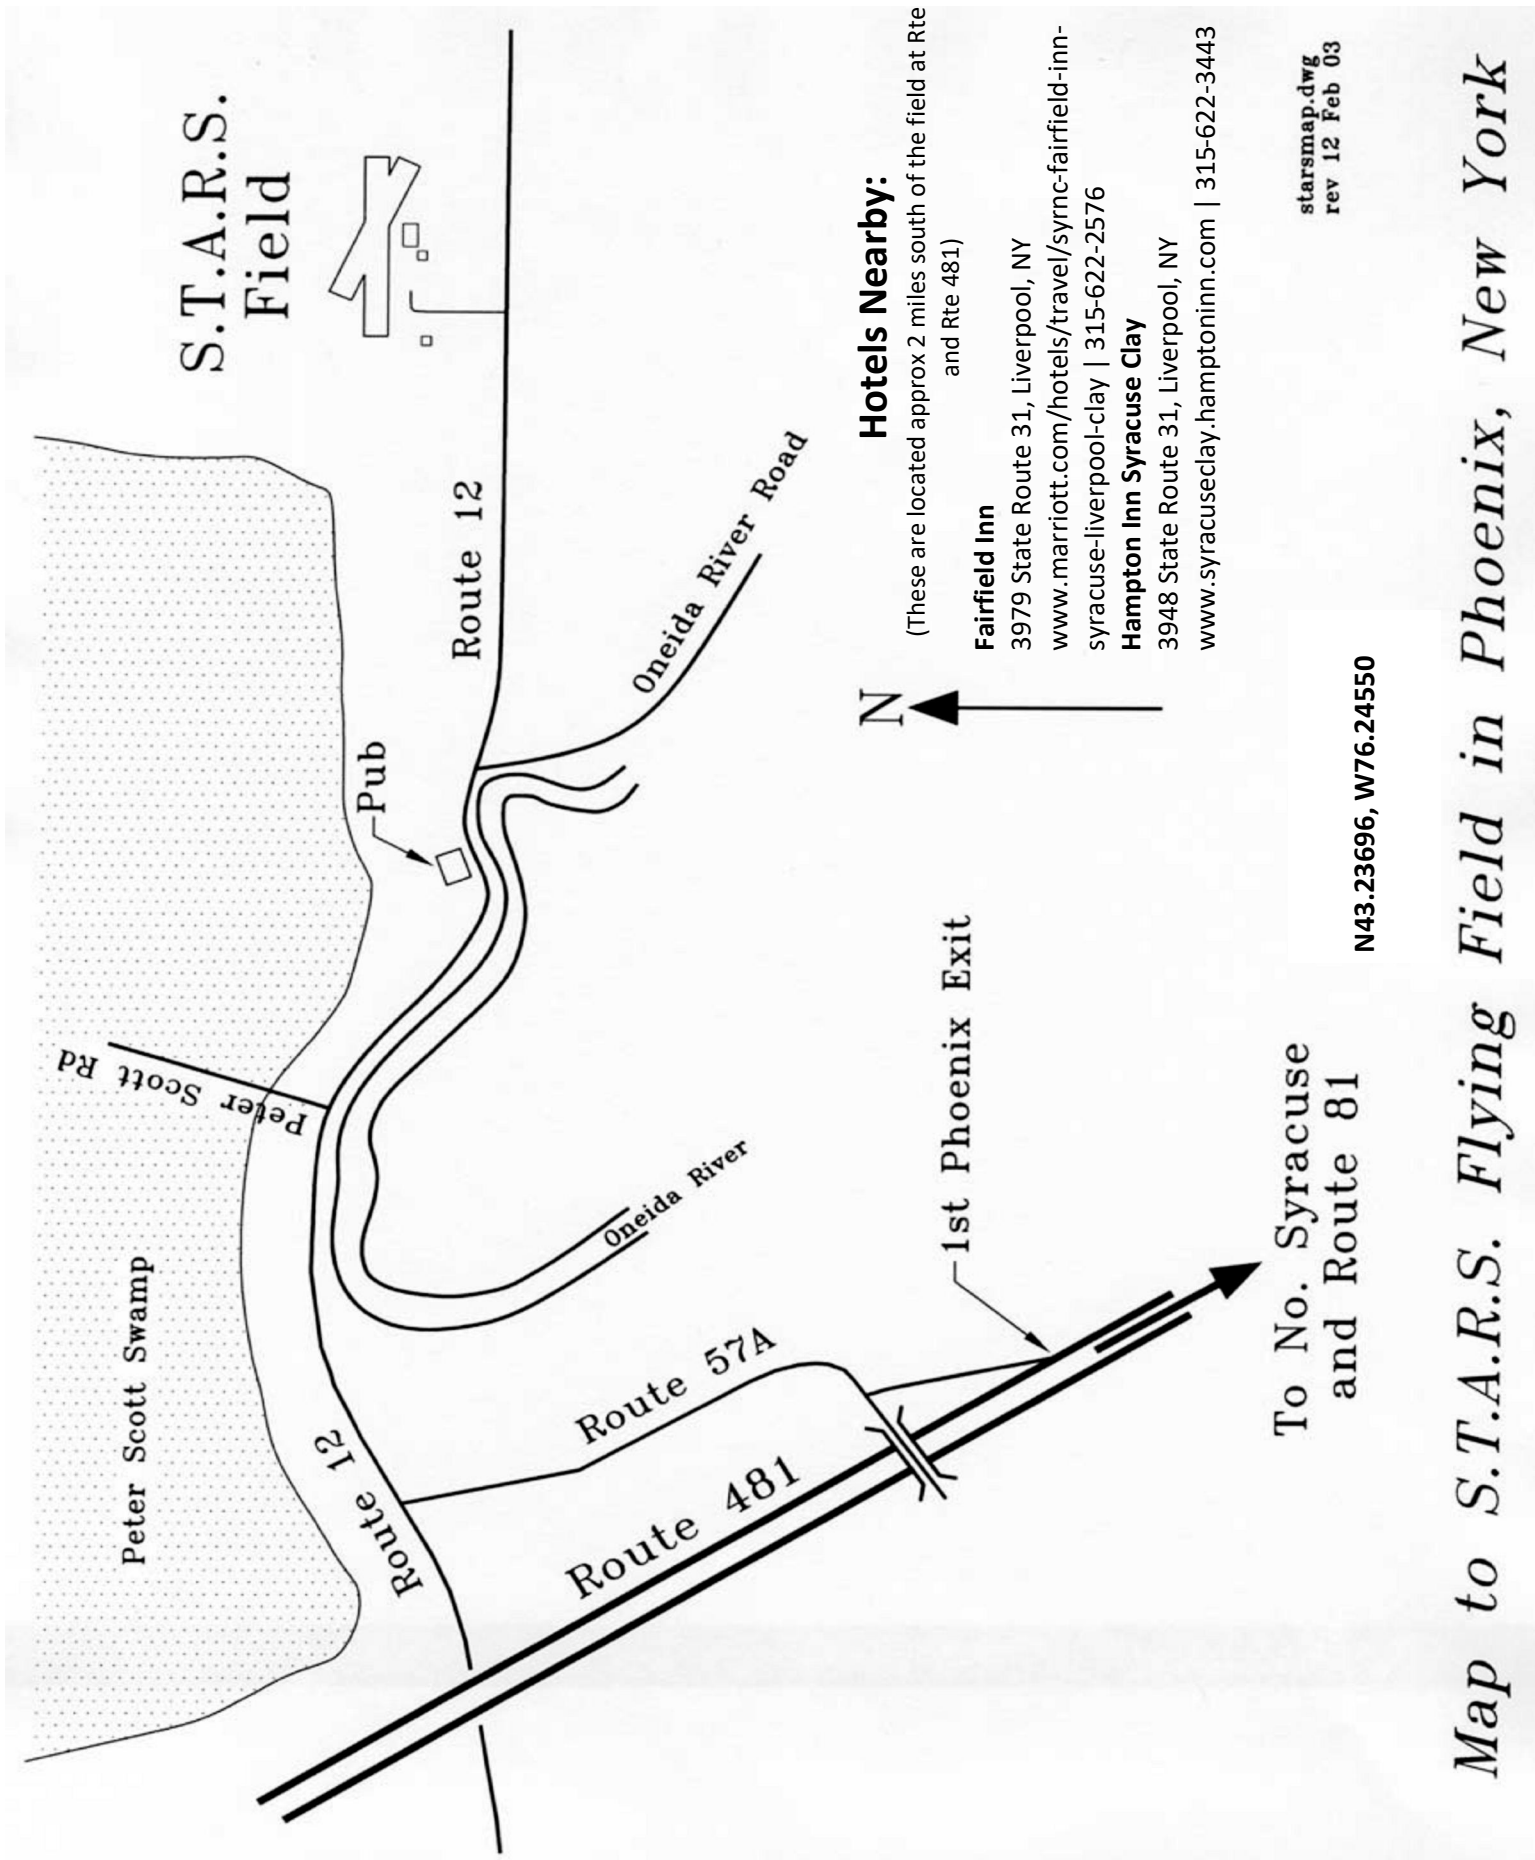 S.T.A.R.S.
Field
Peter Scott Swamp
Peter Scott Rd
Pub
Route 12
Route 12
Oneida River Road
Oneida River
Route 57A
Route 481
1st Phoenix Exit
To No. Syracuse
and Route 81
N
Hotels Nearby:
(These are located approx 2 miles south of the field at Rte
and Rte 481)
Fairfield Inn
3979 State Route 31, Liverpool, NY
www.marriott.com/hotels/travel/syrnc-fairfield-inn-
syracuse-liverpool-clay | 315-622-2576
Hampton Inn Syracuse Clay
3948 State Route 31, Liverpool, NY
www.syracuseclay.hamptoninn.com | 315-622-3443
starsmap.dwg
rev 12 Feb 03
N43.23696, W76.24550
Map to S.T.A.R.S. Flying Field in Phoenix, New York